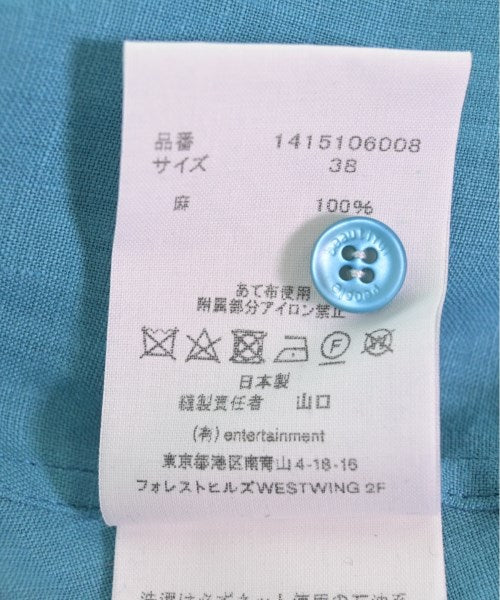 品番 1415106008
サイズ 38
麻 100%
beautiful
people
あて布使用
附属部分アイロン禁止
F W
日本製
縫製責任者 山口
(有) entertainment
東京都港区南青山4-18-16
フォレストヒルズWESTWING 2F